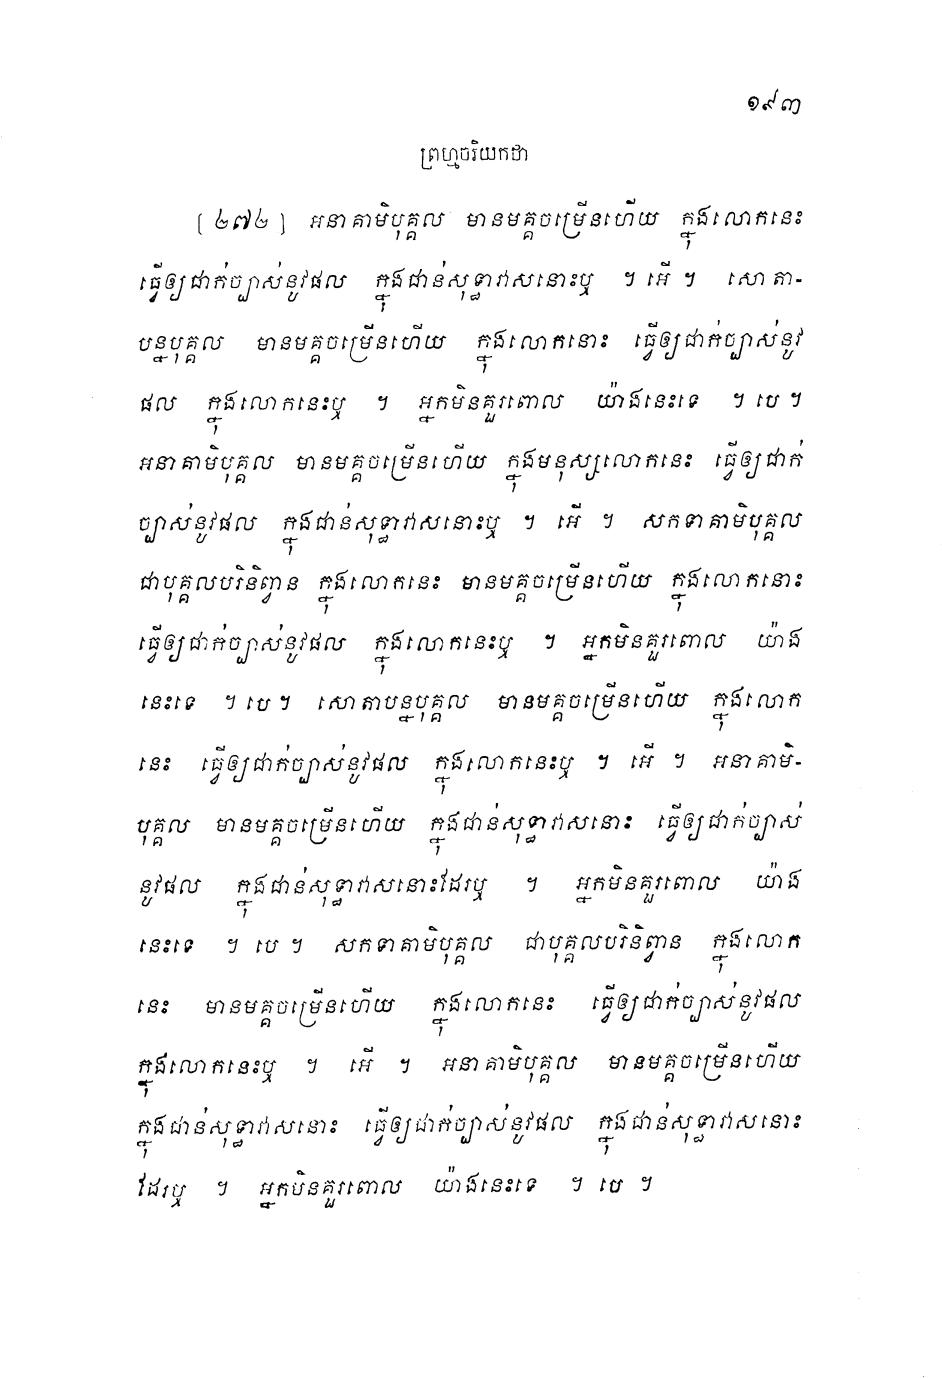 ១៩៣
ព្រហ្មចរិយកថា
[ ២៧២ ] អនាគាមិបុគ្គល មានមគ្គចម្រើនហើយ ក្នុងលោកនេះ
ធ្វើឲ្យជាក់ច្បាស់នូវផល ក្នុងជាន់សុទ្ធាវាសនោះឬ ។ អើ ។ សោតា-
បន្នបុគ្គល មានមគ្គចម្រើនហើយ ក្នុងលោកនោះ ធ្វើឲ្យជាក់ច្បាស់នូវ
ផល ក្នុងលោកនេះឬ ។ អ្នកមិនគួរពោល យ៉ាងនេះទេ ។ បេ ។
អនាគាមិបុគ្គល មានមគ្គចម្រើនហើយ ក្នុងមនុស្សលោកនេះ ធ្វើឲ្យជាក់
ច្បាស់នូវផល ក្នុងជាន់សុទ្ធាវាសនោះឬ ។ អើ ។ សកទាគាមិបុគ្គល
ជាបុគ្គលបរិនិព្វាន ក្នុងលោកនេះ មានមគ្គចម្រើនហើយ ក្នុងលោកនោះ
ធ្វើឲ្យជាក់ច្បាស់នូវផល ក្នុងលោកនេះឬ ។ អ្នកមិនគួរពោល យ៉ាង
នេះទេ ។ បេ ។ សោតាបន្នបុគ្គល មានមគ្គចម្រើនហើយ ក្នុងលោក
នេះ ធ្វើឲ្យជាក់ច្បាស់នូវផល ក្នុងលោកនេះឬ ។ អើ ។ អនាគាមិ-
បុគ្គល មានមគ្គចម្រើនហើយ ក្នុងជាន់សុទ្ធាវាសនោះ ធ្វើឲ្យជាក់ច្បាស់
នូវផល ក្នុងជាន់សុទ្ធាវាសនោះដែរឬ ។ អ្នកមិនគួរពោល យ៉ាង
នេះទេ ។ បេ ។ សកទាគាមិបុគ្គល ជាបុគ្គលបរិនិព្វាន ក្នុងលោក
នេះ មានមគ្គចម្រើនហើយ ក្នុងលោកនេះ ធ្វើឲ្យជាក់ច្បាស់នូវផល
ក្នុងលោកនេះឬ ។ អើ ។ អនាគាមិបុគ្គល មានមគ្គចម្រើនហើយ
ក្នុងជាន់សុទ្ធាវាសនោះ ធ្វើឲ្យជាក់ច្បាស់នូវផល ក្នុងជាន់សុទ្ធាវាសនោះ
ដែរឬ ។ អ្នកមិនគួរពោល យ៉ាងនេះទេ ។ បេ ។